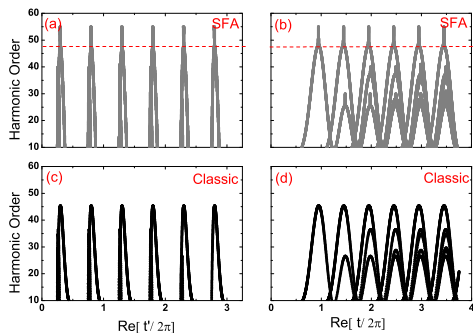 (a) SFA
(b) SFA
60
50
40
30
20
10
Harmonic Order
(c) Classic
(d) Classic
60
50
40
30
20
10
Harmonic Order
0 1 2 3
0 1 2 3 4
Re[ t'/ 2π]
Re[ t/ 2π]